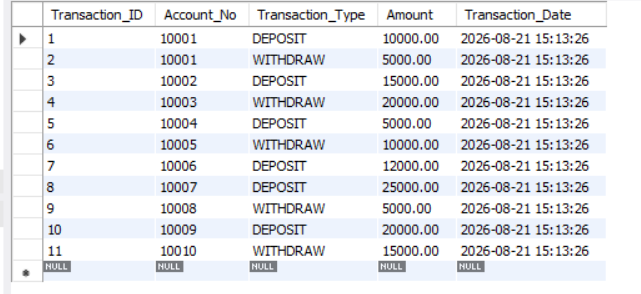 Transaction_ID Account_No Transaction_Type Amount Transaction_Date
1 10001 DEPOSIT 10000.00 2026-08-21 15:13:26
2 10001 WITHDRAW 5000.00 2026-08-21 15:13:26
3 10002 DEPOSIT 15000.00 2026-08-21 15:13:26
4 10003 WITHDRAW 20000.00 2026-08-21 15:13:26
5 10004 DEPOSIT 5000.00 2026-08-21 15:13:26
6 10005 WITHDRAW 10000.00 2026-08-21 15:13:26
7 10006 DEPOSIT 12000.00 2026-08-21 15:13:26
8 10007 DEPOSIT 25000.00 2026-08-21 15:13:26
9 10008 WITHDRAW 5000.00 2026-08-21 15:13:26
10 10009 DEPOSIT 20000.00 2026-08-21 15:13:26
11 10010 WITHDRAW 15000.00 2026-08-21 15:13:26
NULL NULL NULL NULL NULL